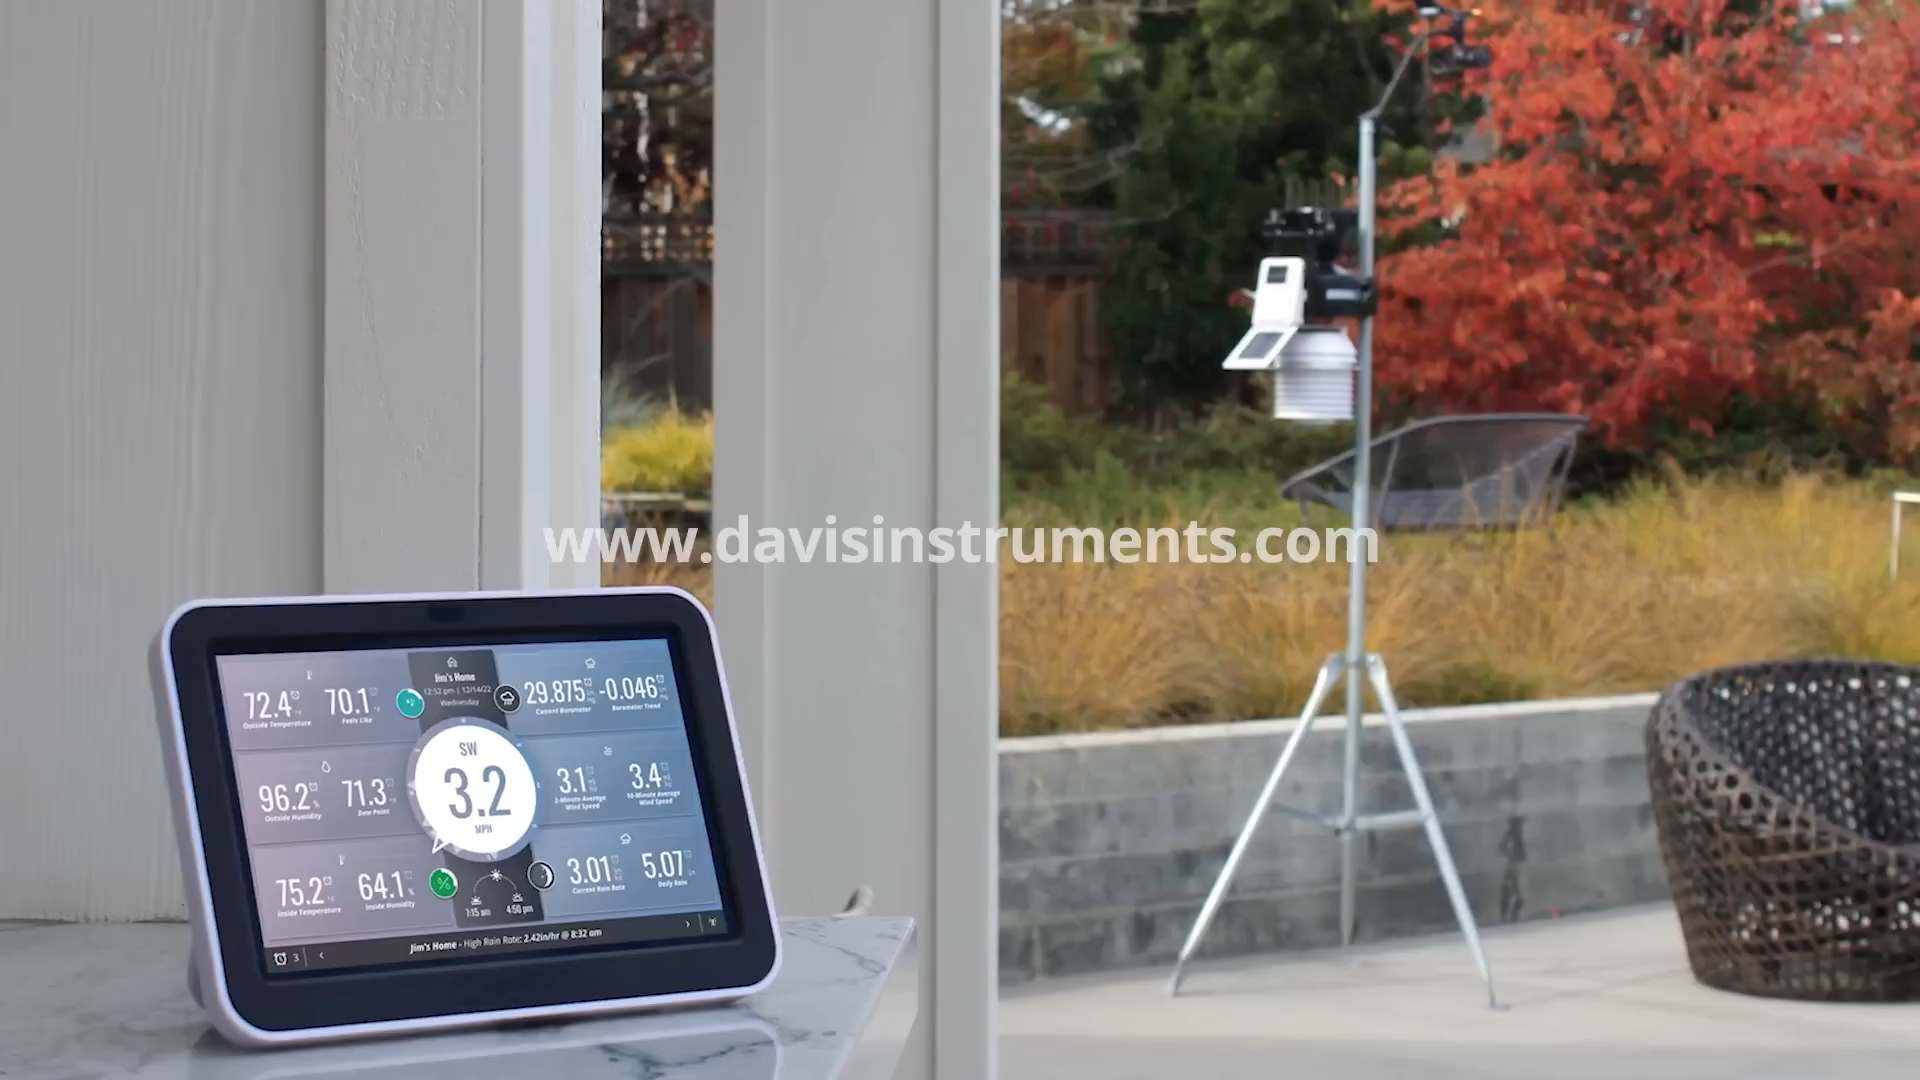 www.davisinstruments.com
Jim's Home
12:52 pm | 12/14/22
Wednesday
72.4 70.1
Outside Temperature Feels Like
29.875 -0.046
Current Barometer Barometer Trend
SW
3.2
MPH
96.2 %
71.3
Outside Humidity Dew Point
3.1 3.4
2-Minute Average Wind Speed
10-Minute Average Wind Speed
75.2 64.1 %
Inside Temperature Inside Humidity
%
7:15 am 4:50 pm
3.01 5.07
Current Rain Rate Daily Rain
3 ‹ Jim's Home - High Rain Rate: 2.42in/hr @ 8:32 am ›